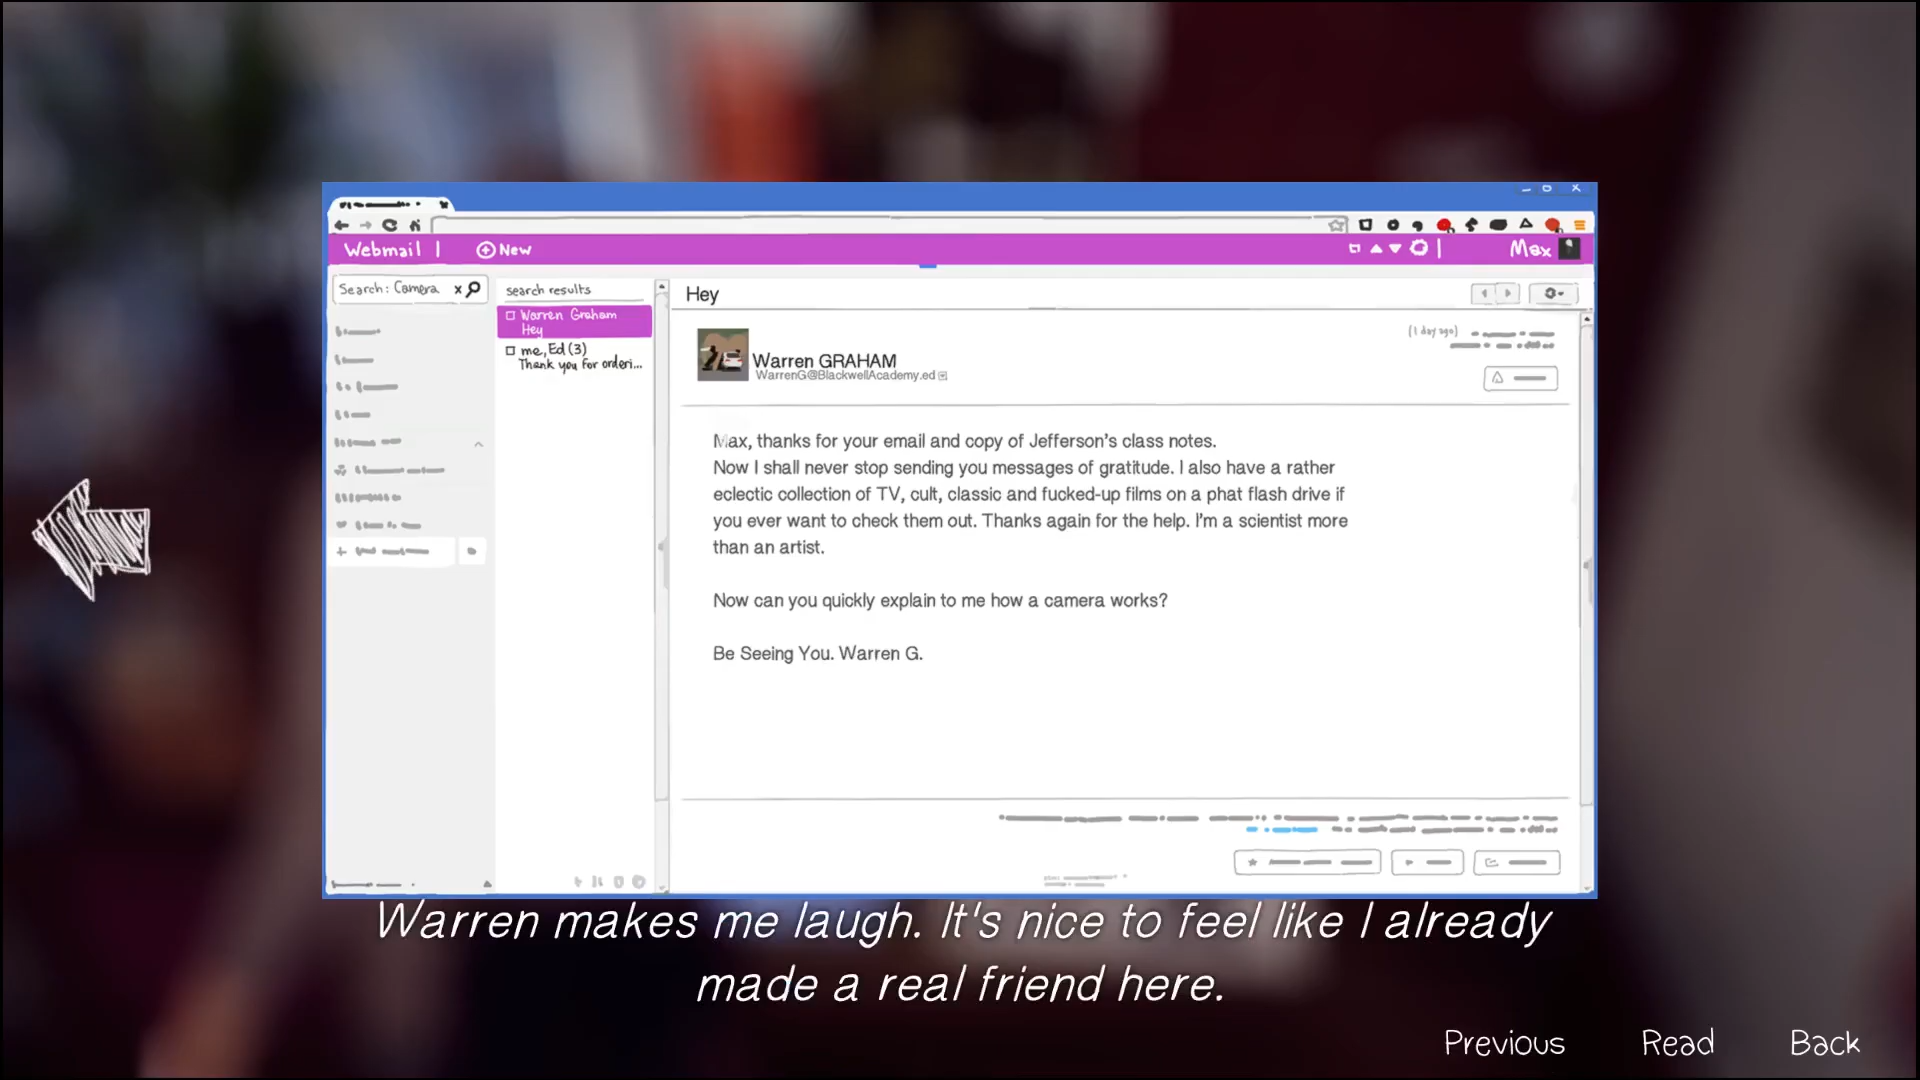 Webmail | New
Max
Search: Camera x
search results
Warren Graham
Hey
me, Ed (3)
Thank you for orderi...
Hey
(1 day ago)
Warren GRAHAM
WarrenG@BlackwellAcademy.ed
Max, thanks for your email and copy of Jefferson's class notes.
Now I shall never stop sending you messages of gratitude. I also have a rather
eclectic collection of TV, cult, classic and fucked-up films on a phat flash drive if
you ever want to check them out. Thanks again for the help. I'm a scientist more
than an artist.
Now can you quickly explain to me how a camera works?
Be Seeing You. Warren G.
Warren makes me laugh. It's nice to feel like I already
made a real friend here.
Previous Read Back